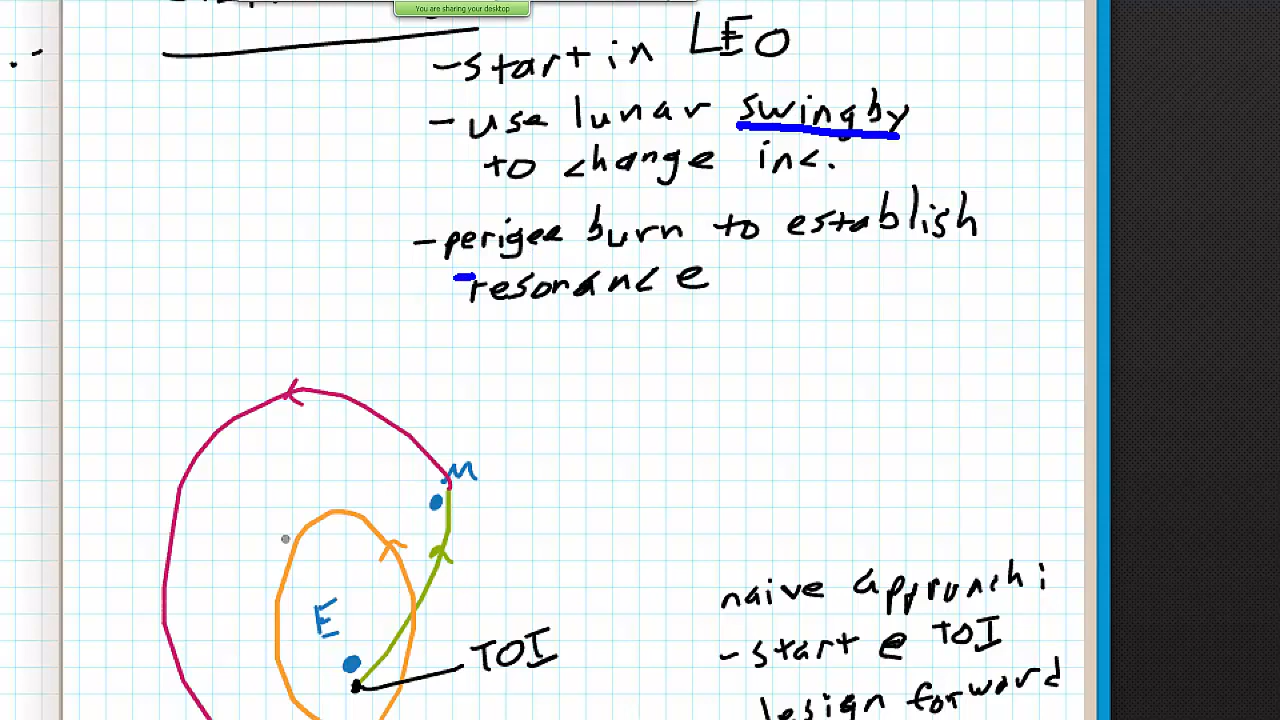 You are sharing your desktop
- start in LEO
- use lunar swingby
to change inc.
- perigee burn to establish
resonance
M
E
TOI
naive approach:
- start @ TOI
design forward